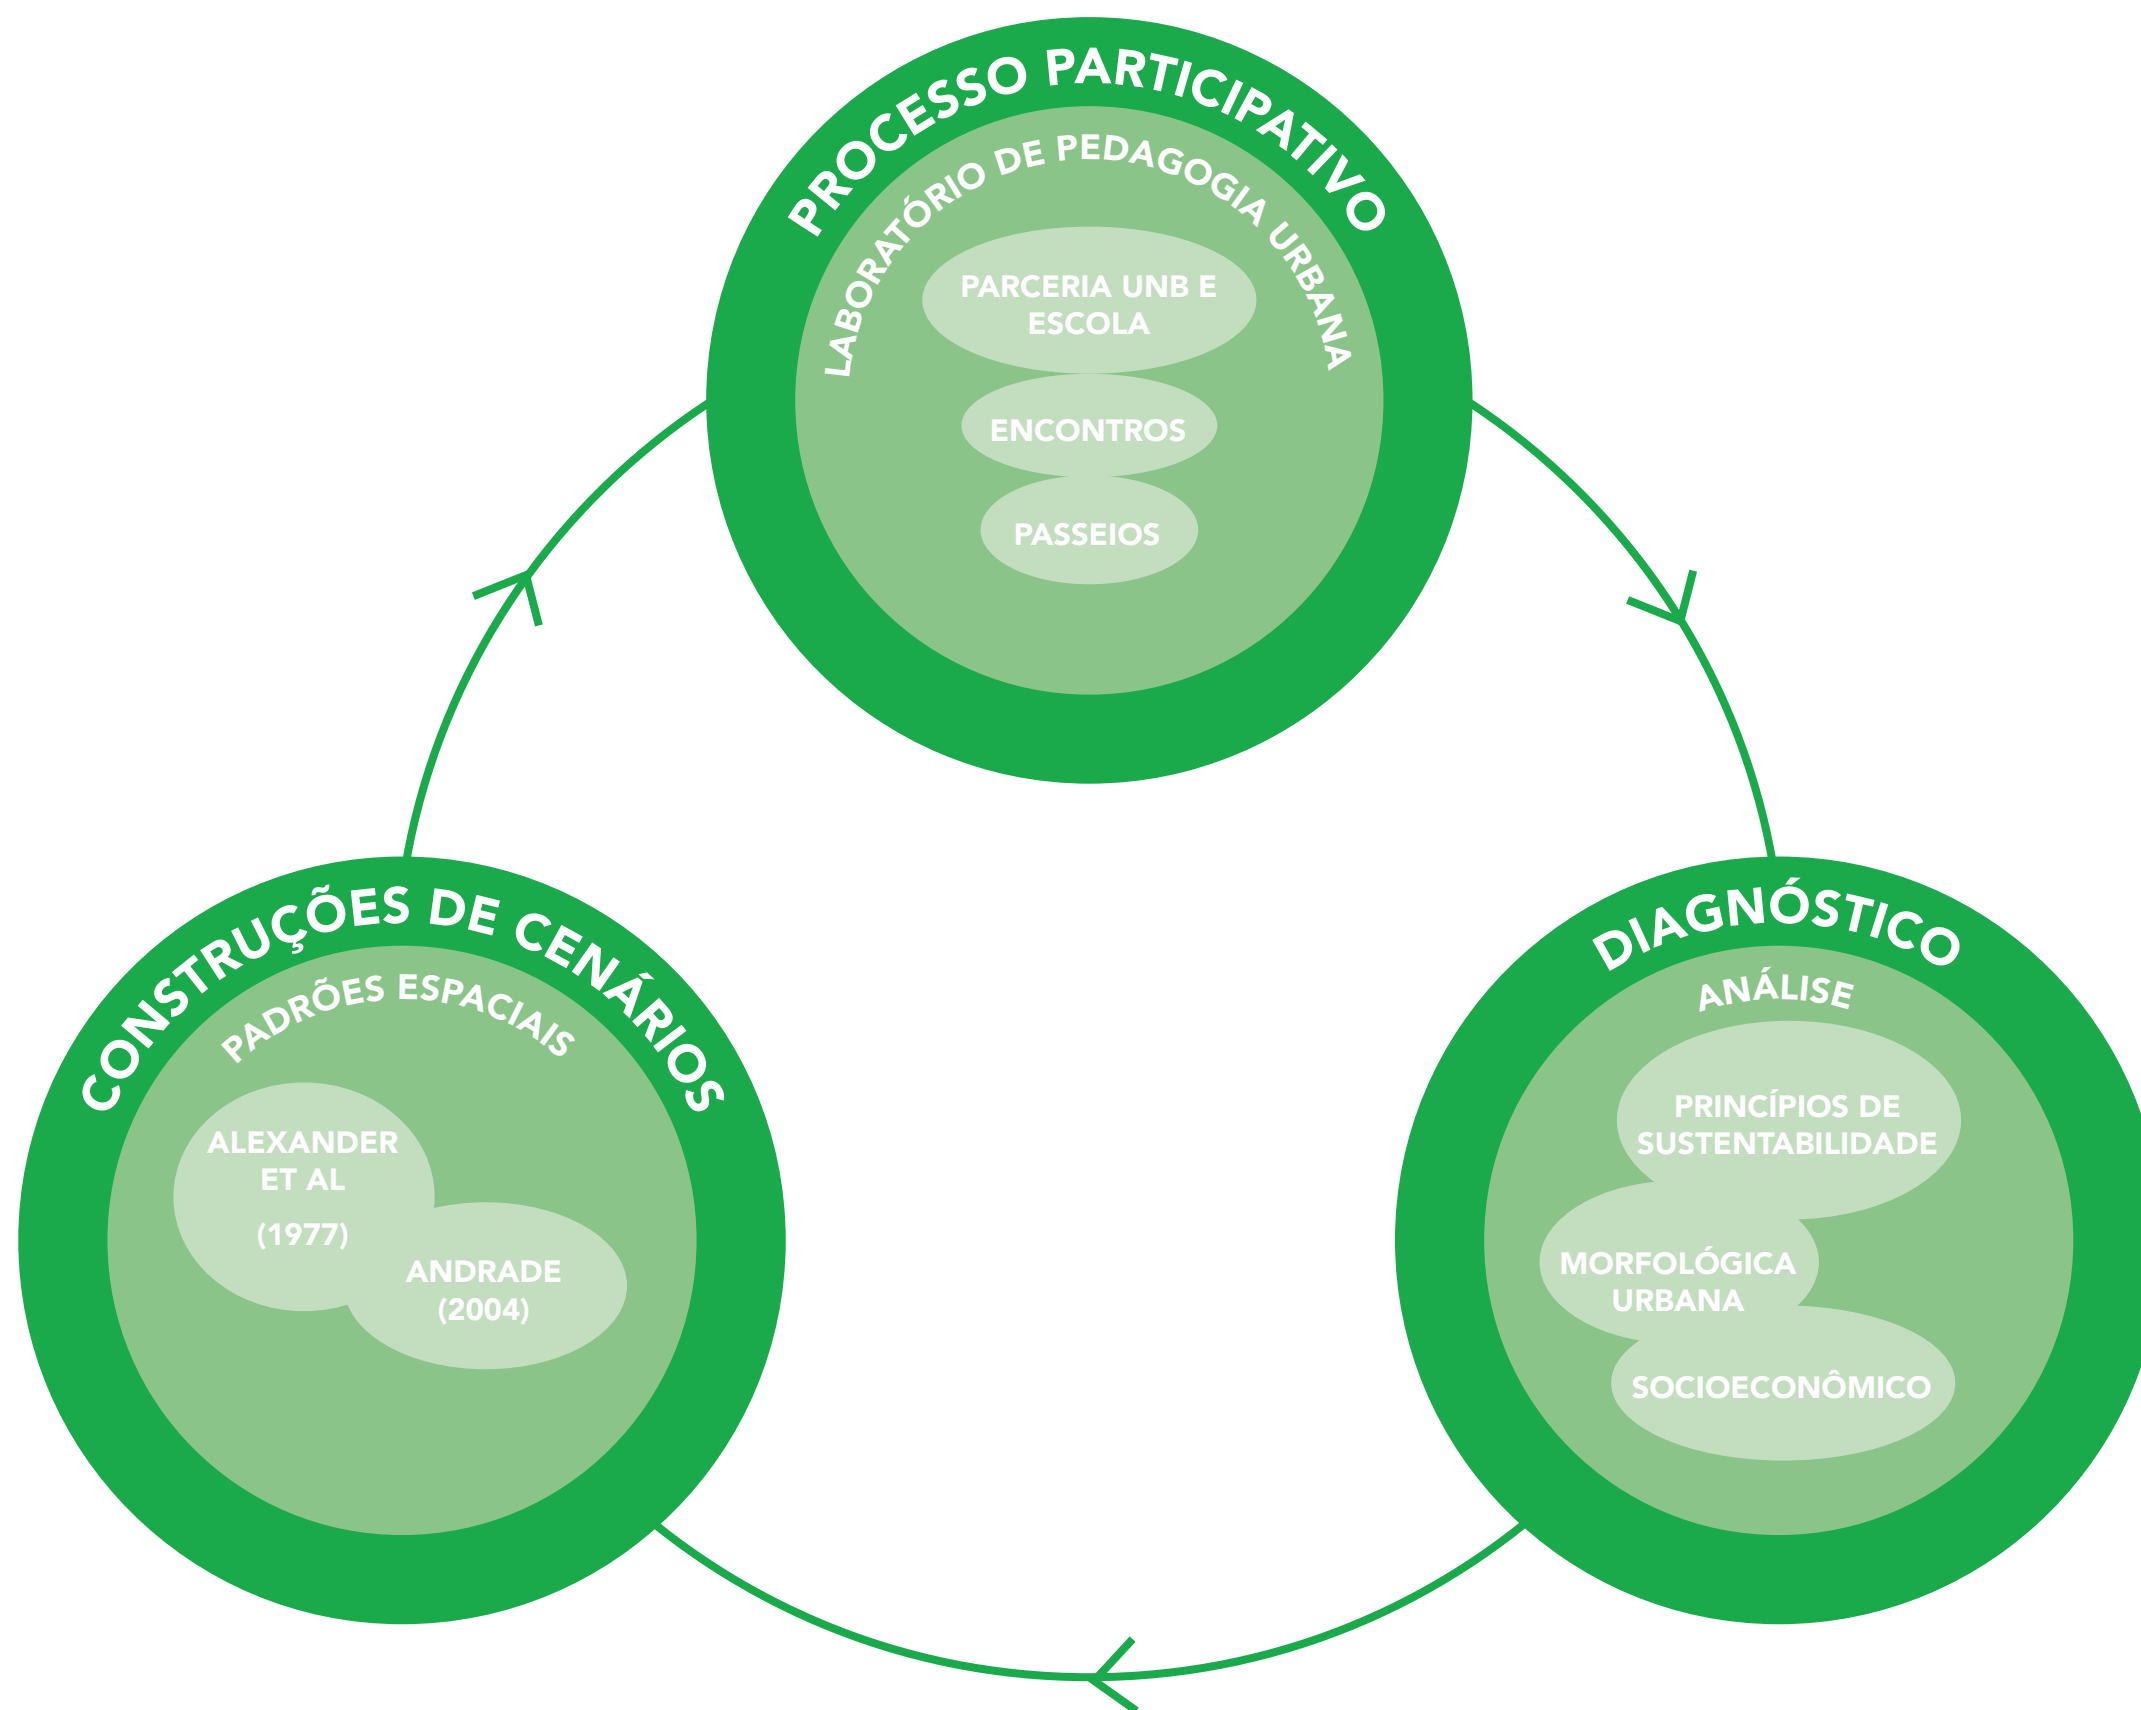 PROCESSO PARTICIPATIVO
LABORATÓRIO DE PEDAGOGIA URBANA
PARCERIA UNB E
ESCOLA
ENCONTROS
PASSEIOS
CONSTRUÇÕES DE CENÁRIOS
PADRÕES ESPACIAIS
ALEXANDER
ET AL
(1977)
ANDRADE
(2004)
DIAGNÓSTICO
ANÁLISE
PRINCÍPIOS DE
SUSTENTABILIDADE
MORFOLÓGICA
URBANA
SOCIOECONÔMICO